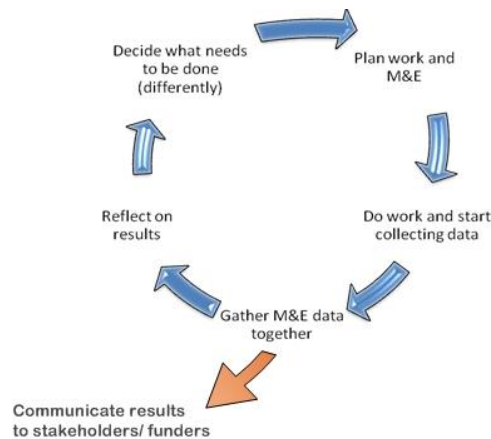 Decide what needs
to be done
(differently)
Plan work and
M&E
Do work and start
collecting data
Gather M&E data
together
Reflect on
results
Communicate results
to stakeholders/ funders